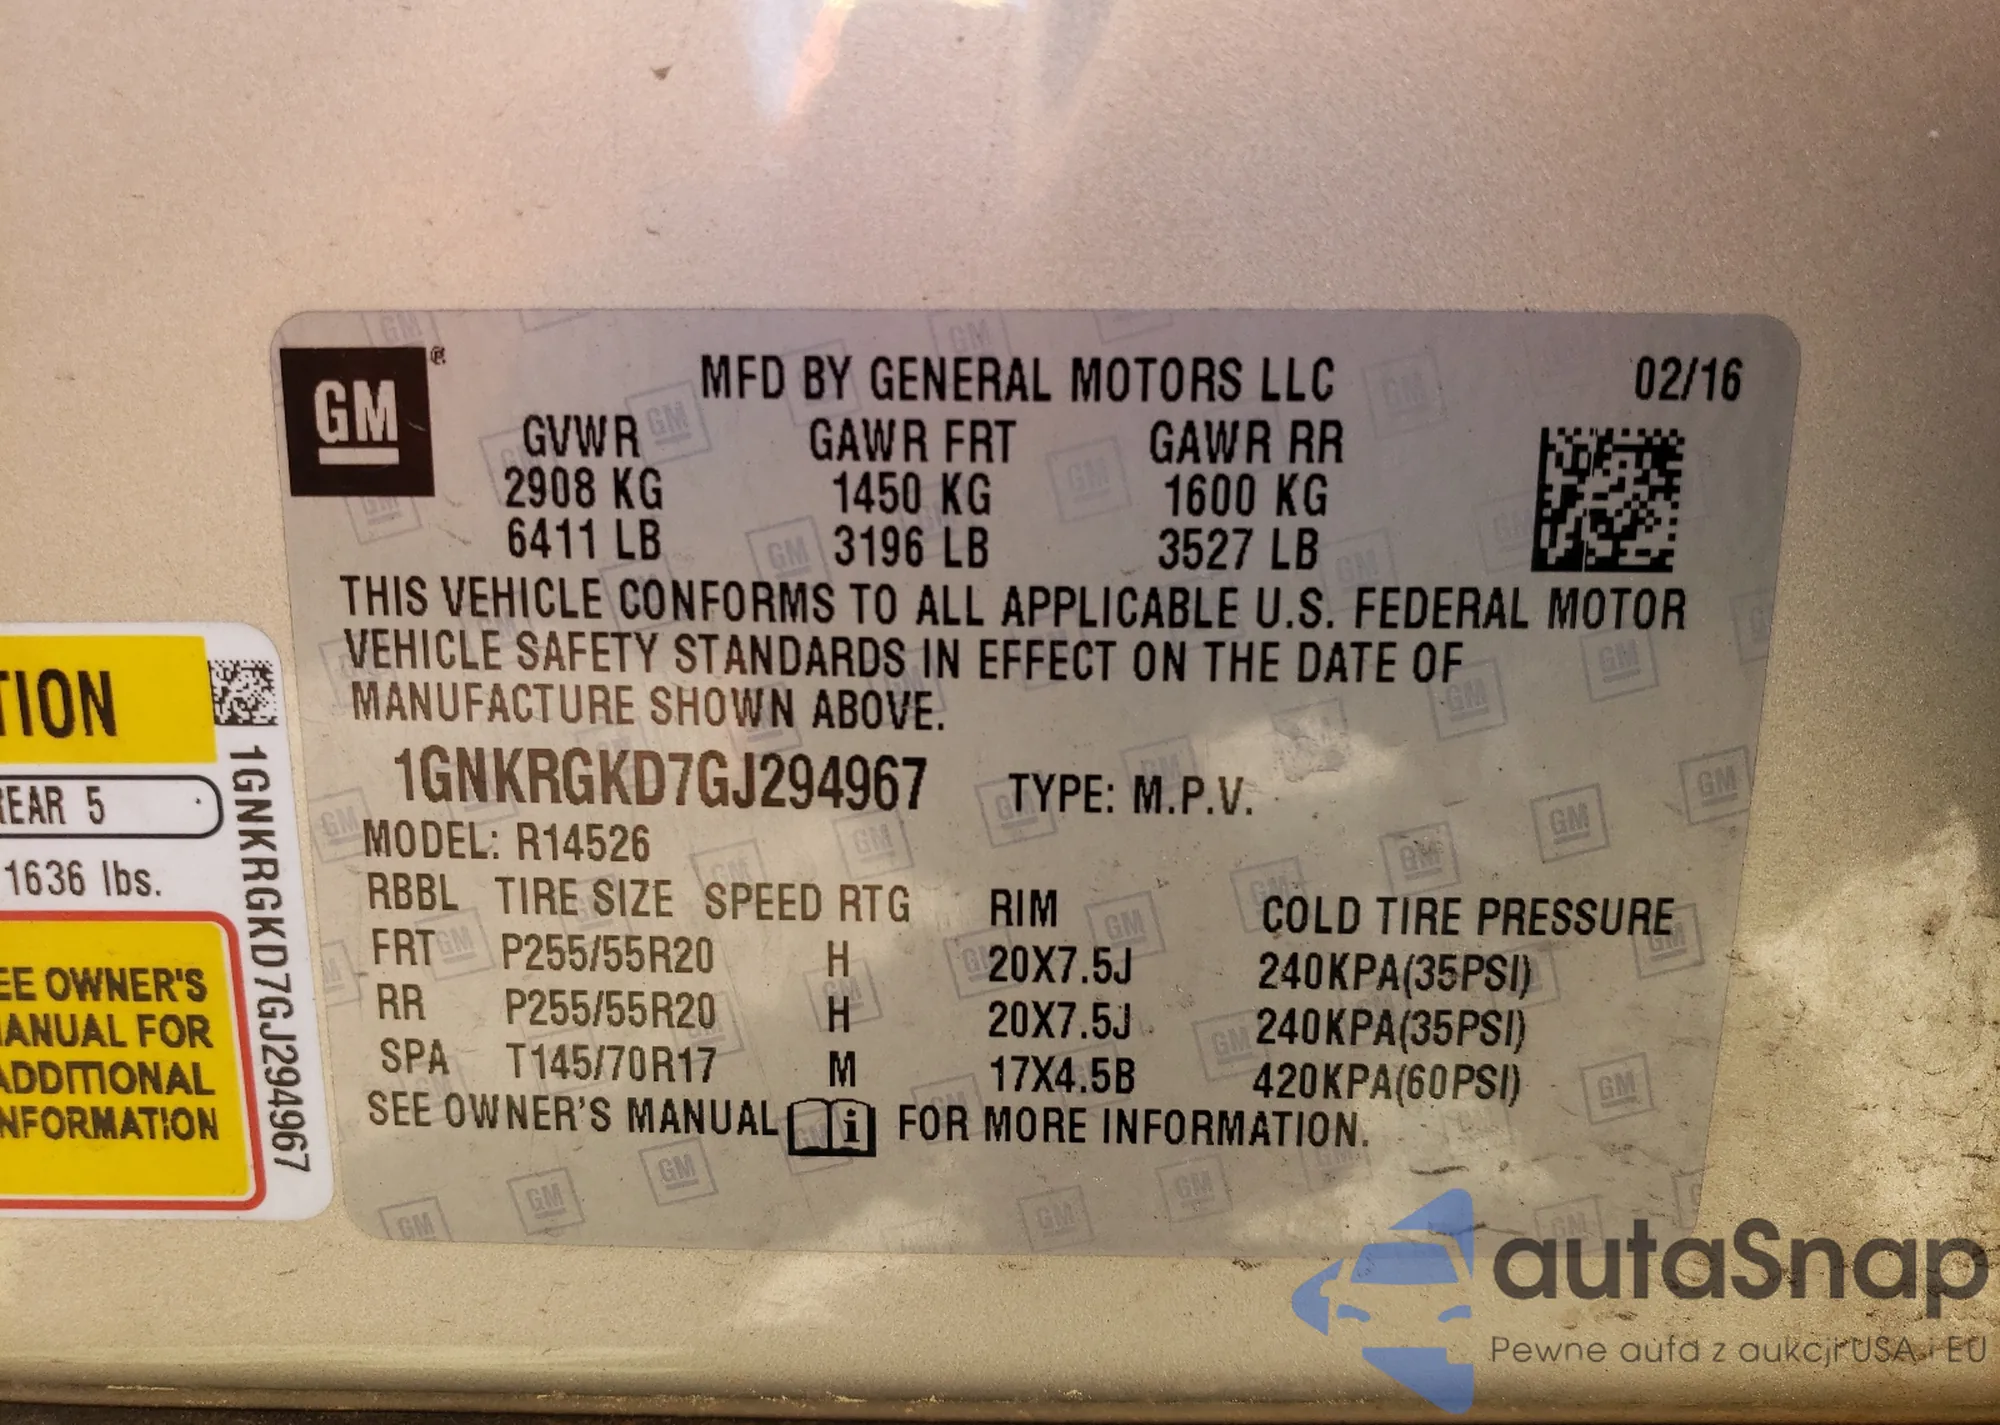 GM®
MFD BY GENERAL MOTORS LLC 02/16
GVWR GAWR FRT GAWR RR
2908 KG 1450 KG 1600 KG
6411 LB 3196 LB 3527 LB
THIS VEHICLE CONFORMS TO ALL APPLICABLE U.S. FEDERAL MOTOR
VEHICLE SAFETY STANDARDS IN EFFECT ON THE DATE OF
MANUFACTURE SHOWN ABOVE.
1GNKRGKD7GJ294967 TYPE: M.P.V.
MODEL: R14526
RBBL TIRE SIZE SPEED RTG RIM COLD TIRE PRESSURE
FRT P255/55R20 H 20X7.5J 240KPA(35PSI)
RR P255/55R20 H 20X7.5J 240KPA(35PSI)
SPA T145/70R17 M 17X4.5B 420KPA(60PSI)
SEE OWNER'S MANUAL i FOR MORE INFORMATION.
TION
REAR 5
1636 lbs.
EE OWNER'S
ANUAL FOR
ADDITIONAL
NFORMATION
1GNKRGKD7GJ294967
autaSnap
Pewne auta z aukcji USA i EU